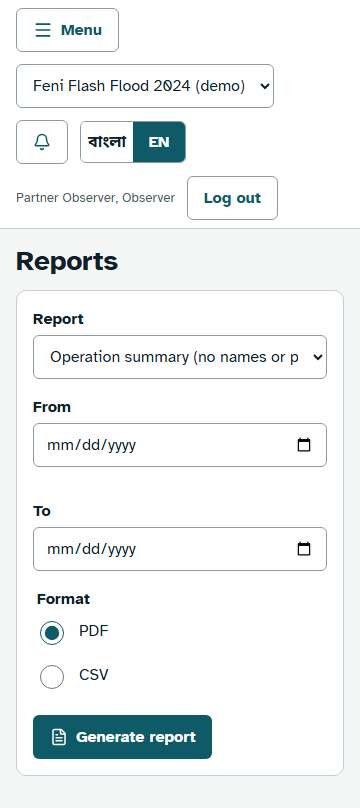 Menu
Feni Flash Flood 2024 (demo)
বাংলা EN
Partner Observer, Observer Log out
Reports
Report
Operation summary (no names or p
From
mm/dd/yyyy
To
mm/dd/yyyy
Format
PDF
CSV
Generate report